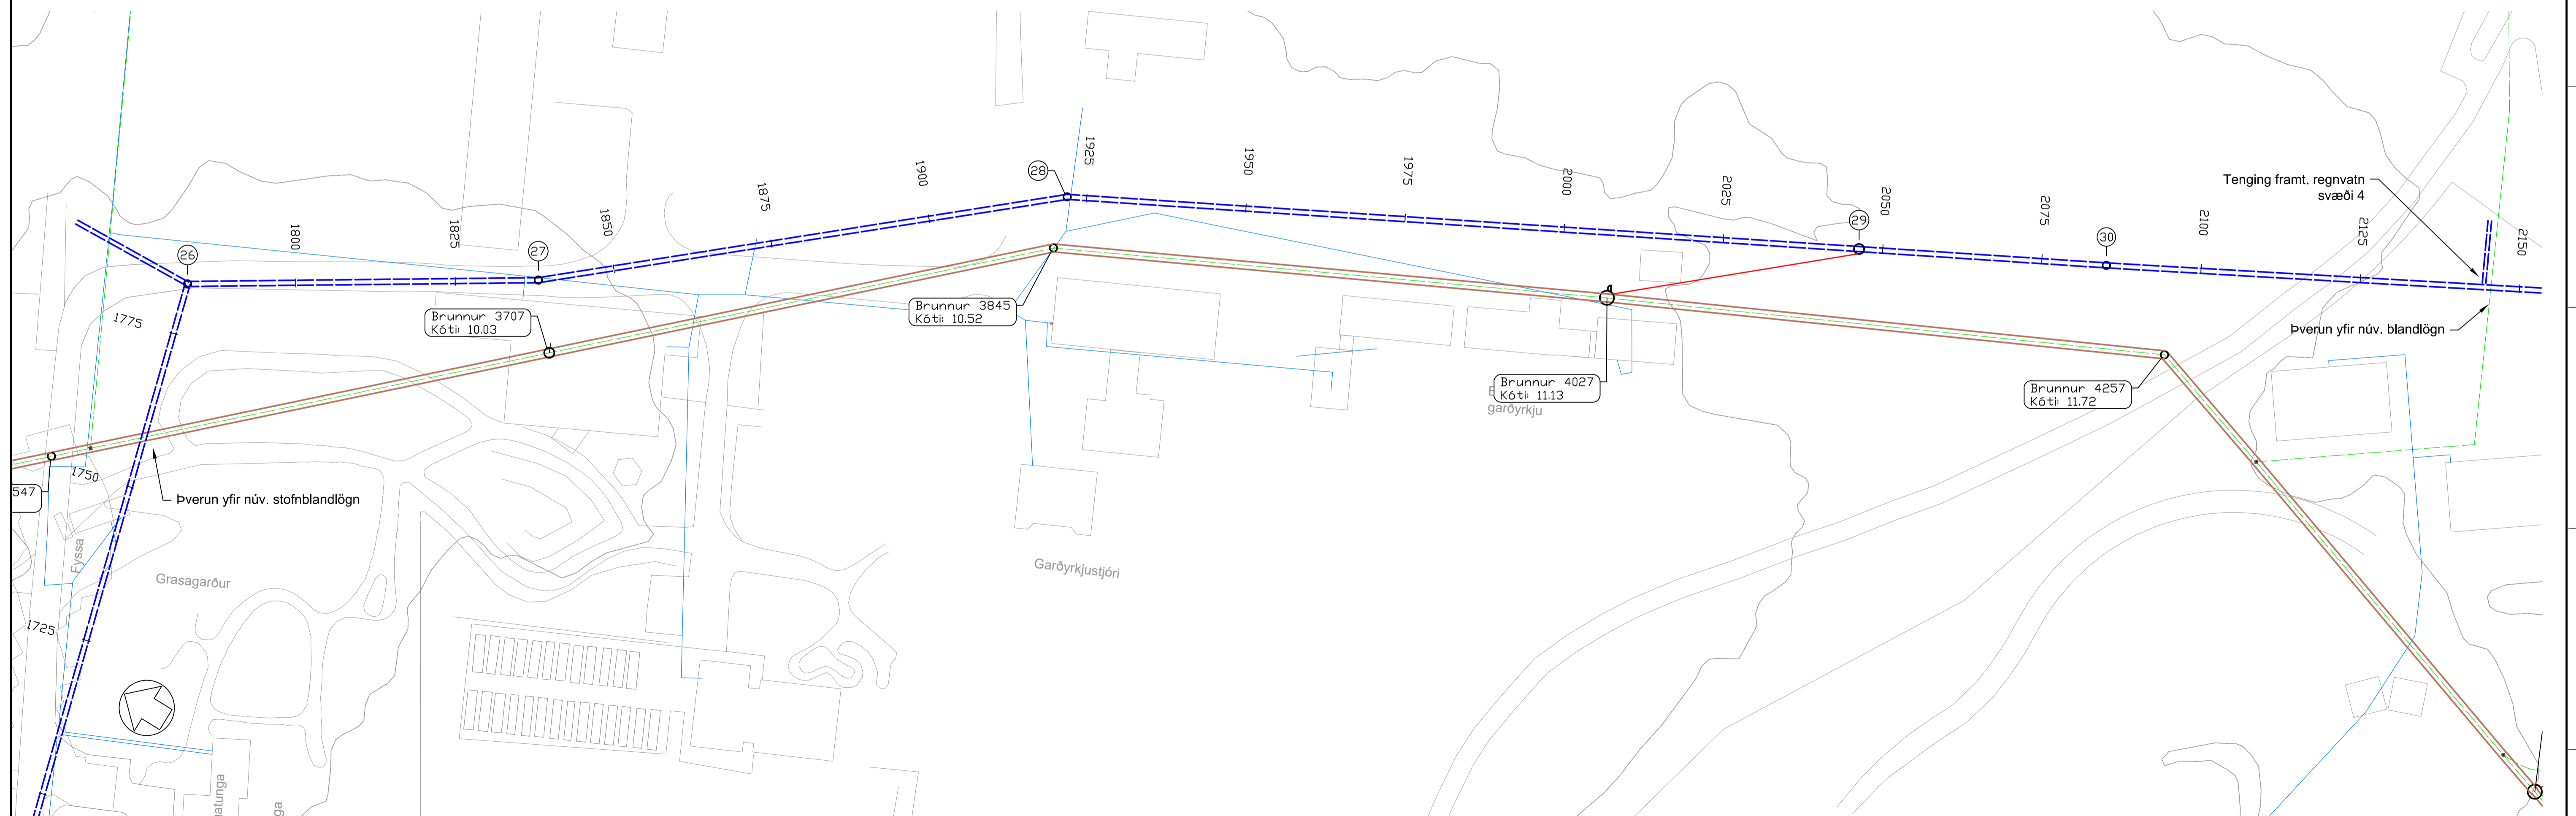 1925
1950
1975
2000
2025
2050
2075
2100
2125
2150
1900
1875
1850
1825
1800
1775
1750
1725
26
27
28
29
30
Tenging framt. regnvatn
svæði 4
Þverun yfir núv. blandlögn
Brunnur 3707
Kóti: 10.03
Brunnur 3845
Kóti: 10.52
Brunnur 4027
Kóti: 11.13
garðyrkju
Brunnur 4257
Kóti: 11.72
547
Þverun yfir núv. stofnblandlögn
Fyssa
Grasagarður
Garðyrkjustjóri
atunga
ga